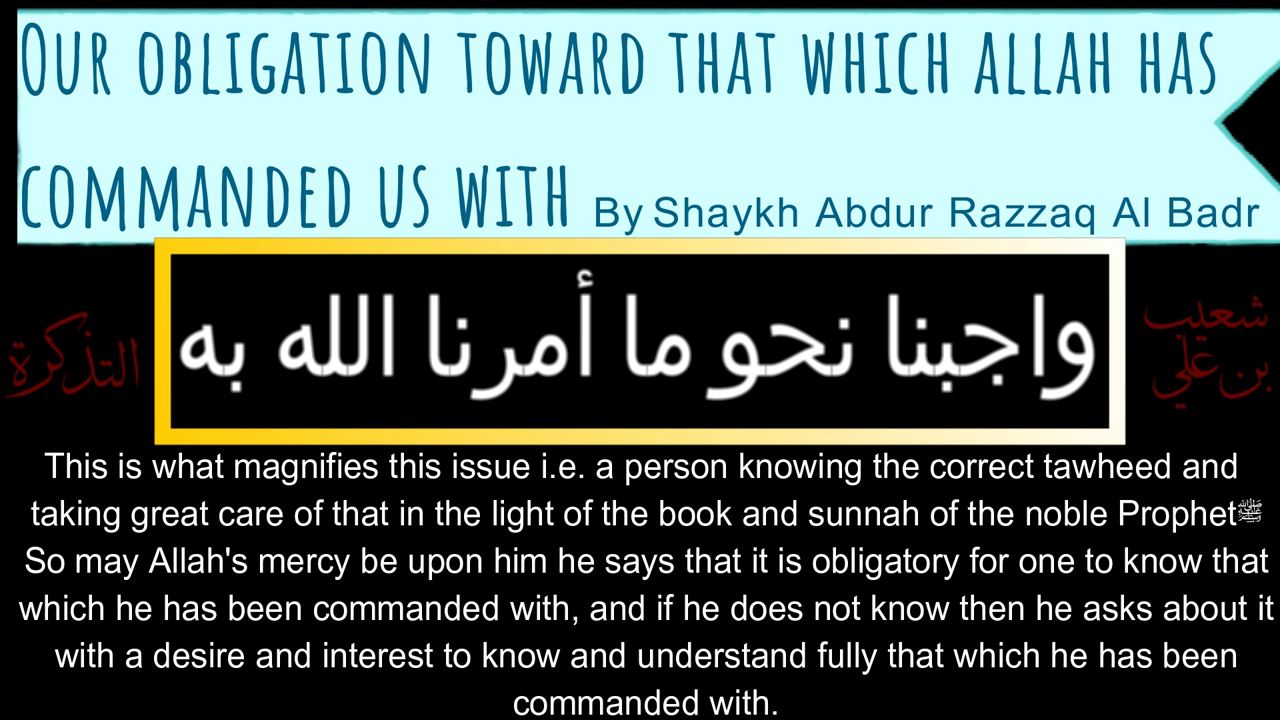 Our obligation toward that which Allah has
commanded us with By Shaykh Abdur Razzaq Al Badr
واجبنا نحو ما أمرنا الله به
شعيب
بن علي
التذكرة
This is what magnifies this issue i.e. a person knowing the correct tawheed and
taking great care of that in the light of the book and sunnah of the noble Prophetﷺ
So may Allah's mercy be upon him he says that it is obligatory for one to know that
which he has been commanded with, and if he does not know then he asks about it
with a desire and interest to know and understand fully that which he has been
commanded with.